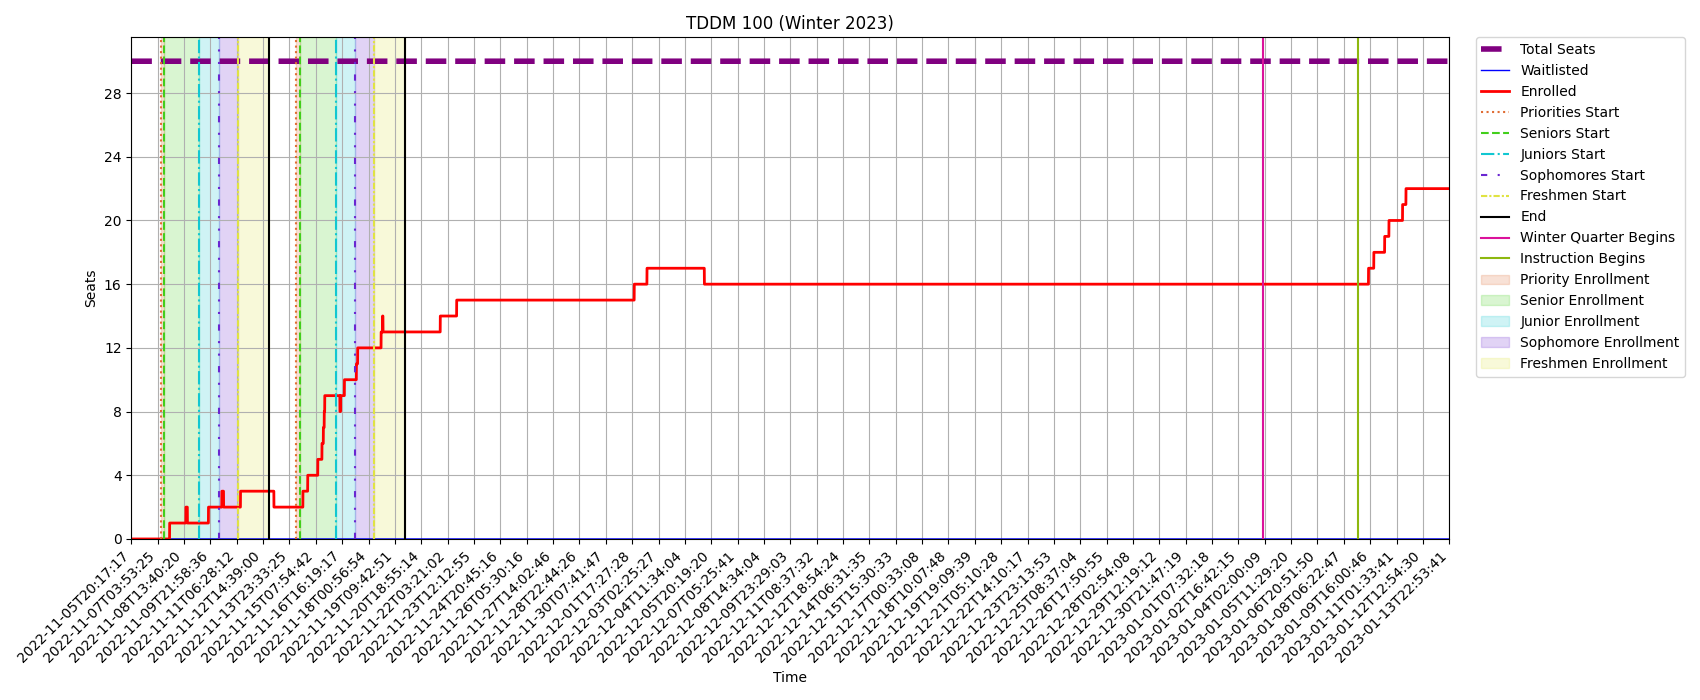 TDDM 100 (Winter 2023)
Total Seats
Waitlisted
Enrolled
Priorities Start
Seniors Start
Juniors Start
Sophomores Start
Freshmen Start
End
Winter Quarter Begins
Instruction Begins
Priority Enrollment
Senior Enrollment
Junior Enrollment
Sophomore Enrollment
Freshmen Enrollment
Seats
28
24
20
16
12
8
4
0
2022-11-05T20:17:17
2022-11-07T03:53:25
2022-11-08T13:40:20
2022-11-09T21:58:36
2022-11-11T06:28:12
2022-11-12T14:39:00
2022-11-13T23:33:25
2022-11-15T07:54:42
2022-11-16T16:19:17
2022-11-18T00:56:54
2022-11-19T09:42:51
2022-11-20T18:55:14
2022-11-22T03:21:02
2022-11-23T12:12:55
2022-11-24T20:45:16
2022-11-26T05:30:16
2022-11-27T14:02:46
2022-11-28T22:44:26
2022-11-30T07:41:47
2022-12-01T17:27:28
2022-12-03T02:25:27
2022-12-04T11:34:04
2022-12-05T20:19:20
2022-12-07T05:25:41
2022-12-08T14:34:04
2022-12-09T23:29:03
2022-12-11T08:37:32
2022-12-12T18:54:24
2022-12-14T06:31:35
2022-12-15T15:30:33
2022-12-17T00:33:08
2022-12-18T10:07:48
2022-12-19T19:09:39
2022-12-21T05:10:28
2022-12-22T14:10:17
2022-12-23T23:13:53
2022-12-25T08:37:04
2022-12-26T17:50:55
2022-12-28T02:54:08
2022-12-29T12:19:12
2022-12-30T21:47:19
2023-01-01T07:32:18
2023-01-02T16:42:15
2023-01-04T02:00:09
2023-01-05T11:29:20
2023-01-06T20:51:50
2023-01-08T06:22:47
2023-01-09T16:00:46
2023-01-11T01:33:41
2023-01-12T12:54:30
2023-01-13T22:53:41
Time